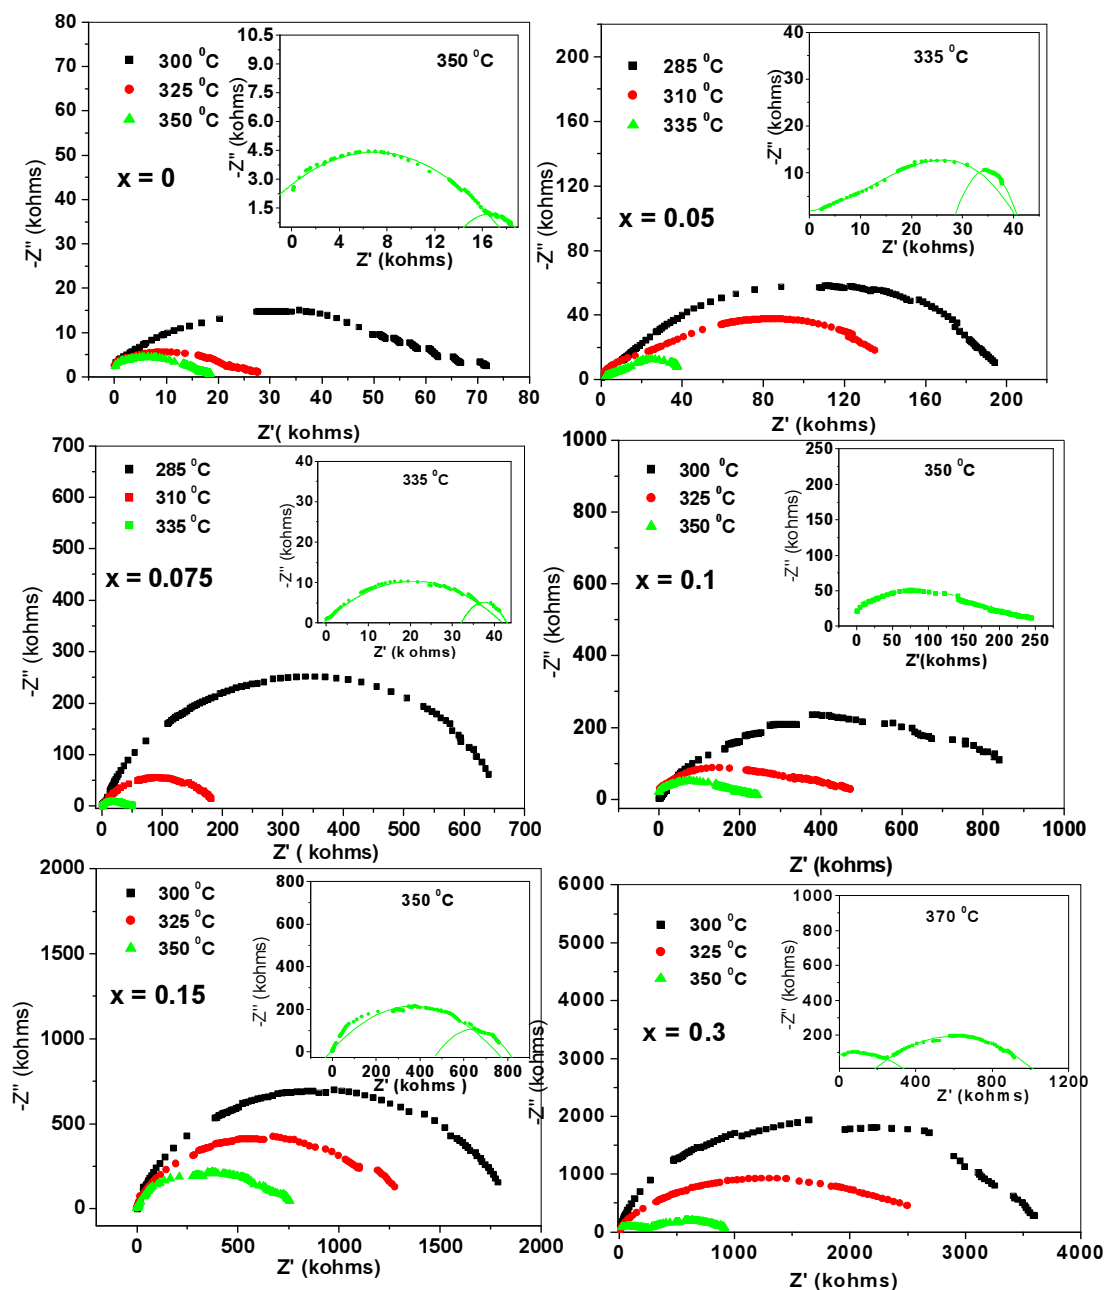 80
70
60
50
40
30
20
10
0
-Z'' (kohms)
300 ⁰C
325 ⁰C
350 ⁰C
x = 0
10.5
9.0
7.5
6.0
4.5
3.0
1.5
-Z'' (kohms)
350 ⁰C
0 4 8 12 16
Z' (kohms)
0 10 20 30 40 50 60 70 80
Z'( kohms)
200
160
120
80
40
0
-Z'' (kohms)
285 ⁰C
310 ⁰C
335 ⁰C
x = 0.05
40
30
20
10
-Z'' (kohms)
335 ⁰C
0 10 20 30 40
Z' (kohms)
0 40 80 120 160 200
Z' (kohms)
700
600
500
400
300
200
100
0
-Z'' (kohms)
285 ⁰C
310 ⁰C
335 ⁰C
x = 0.075
40
30
20
10
0
-Z'' (kohms)
335 ⁰C
0 10 20 30 40
Z' (k ohms)
0 100 200 300 400 500 600 700
Z' ( kohms)
1000
800
600
400
200
0
-Z'' (kohms)
300 ⁰C
325 ⁰C
350 ⁰C
x = 0.1
250
200
150
100
50
0
-Z'' (kohms)
350 ⁰C
0 50 100 150 200 250
Z'(kohms)
0 200 400 600 800 1000
Z' (kohms)
2000
1750
1500
1250
1000
750
500
250
0
-Z'' (kohms)
300 ⁰C
325 ⁰C
350 ⁰C
x = 0.15
800
600
400
200
0
-Z'' (kohms)
350 ⁰C
0 200 400 600 800
Z' (kohms )
0 500 1000 1500 2000
Z' (kohms)
6000
5000
4000
3000
2000
1000
0
-Z'' (kohms)
300 ⁰C
325 ⁰C
350 ⁰C
x = 0.3
1000
800
600
400
200
-Z'' (kohms)
370 ⁰C
0 400 800 1200
Z' (kohms)
0 1000 2000 3000 4000
Z' (kohms)